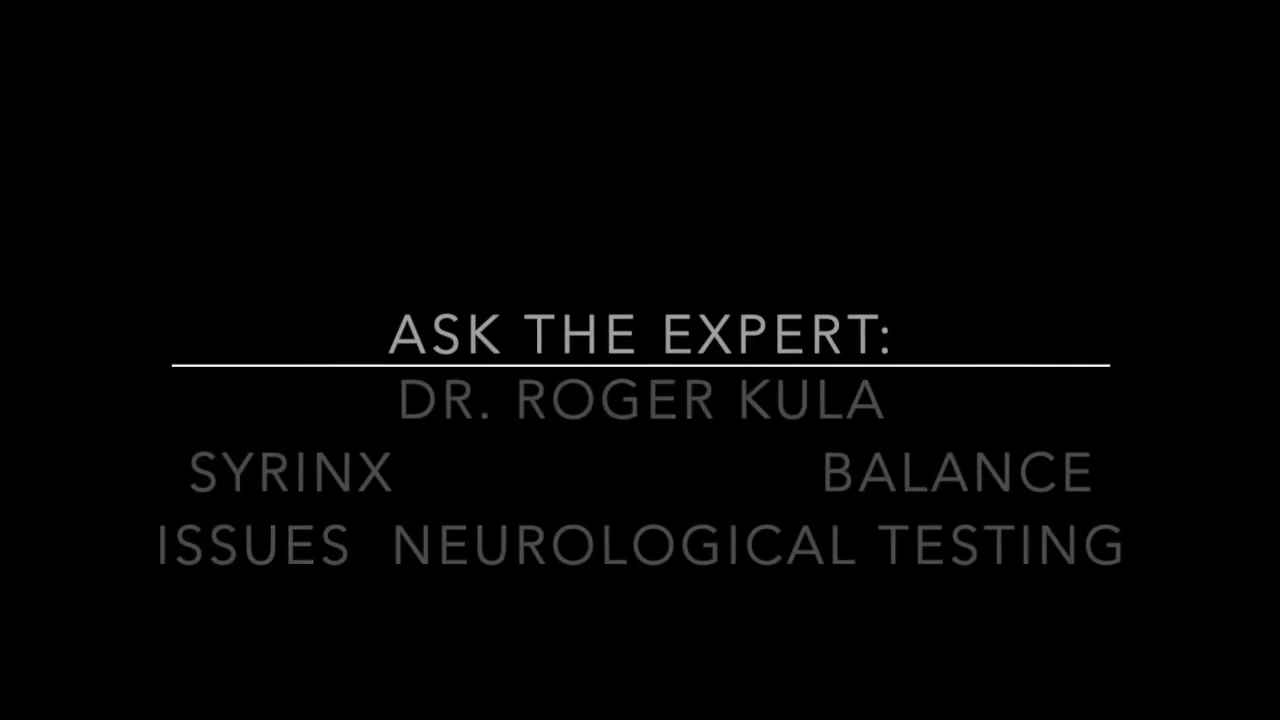 ASK THE EXPERT:
DR. ROGER KULA
SYRINX BALANCE
ISSUES NEUROLOGICAL TESTING